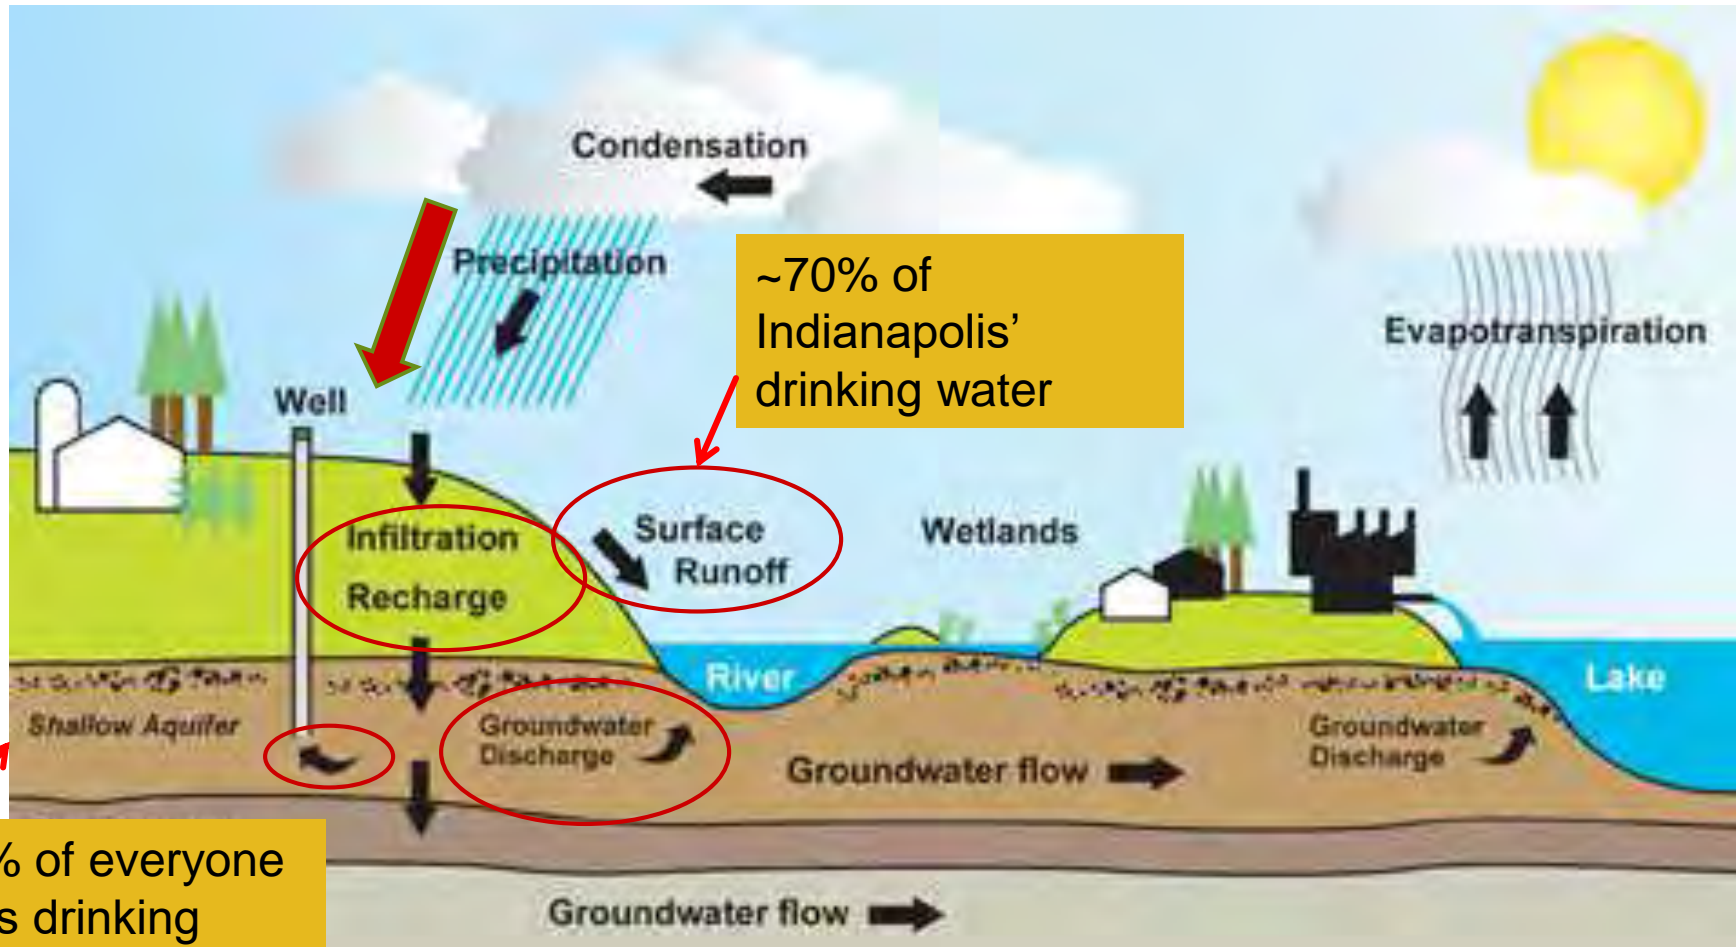 Condensation
Precipitation
~70% of
Indianapolis’
drinking water
Evapotranspiration
Well
Infiltration
Recharge
Surface
Runoff
Wetlands
River
Lake
Shallow Aquifer
Groundwater
Discharge
Groundwater flow
Groundwater
Discharge
% of everyone
s drinking
Groundwater flow